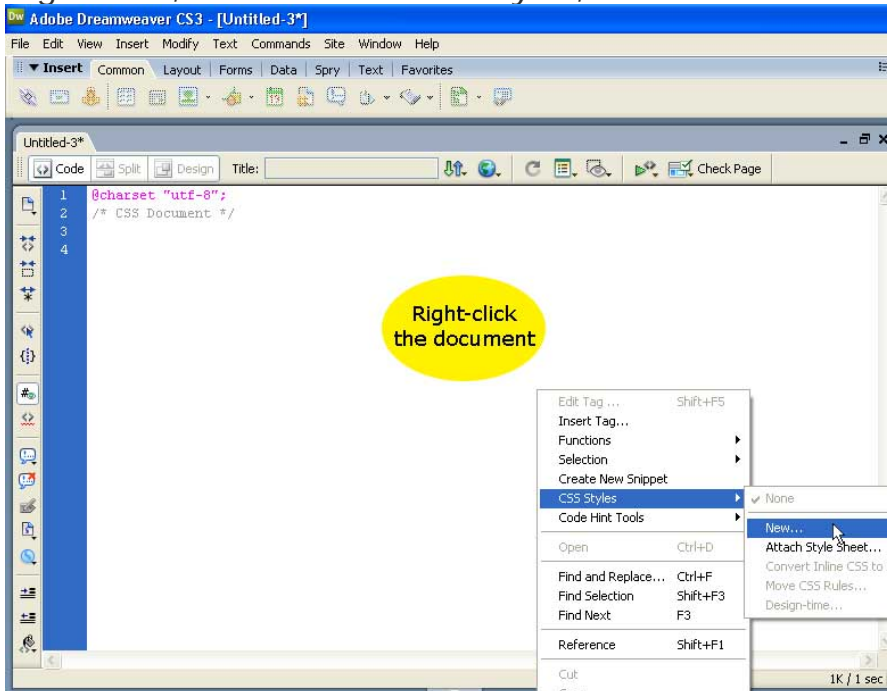 Adobe Dreamweaver CS3 - [Untitled-3*]
File Edit View Insert Modify Text Commands Site Window Help
Insert Common Layout Forms Data Spry Text Favorites
Untitled-3*
Code Split Design Title: Check Page
1 @charset "utf-8";
2 /* CSS Document */
3
4
Right-click
the document
Edit Tag ... Shift+F5
Insert Tag...
Functions
Selection
Create New Snippet
CSS Styles
Code Hint Tools
Open Ctrl+D
Find and Replace... Ctrl+F
Find Selection Shift+F3
Find Next F3
Reference Shift+F1
Cut
None
New...
Attach Style Sheet...
Convert Inline CSS to
Move CSS Rules...
Design-time...
1K / 1 sec